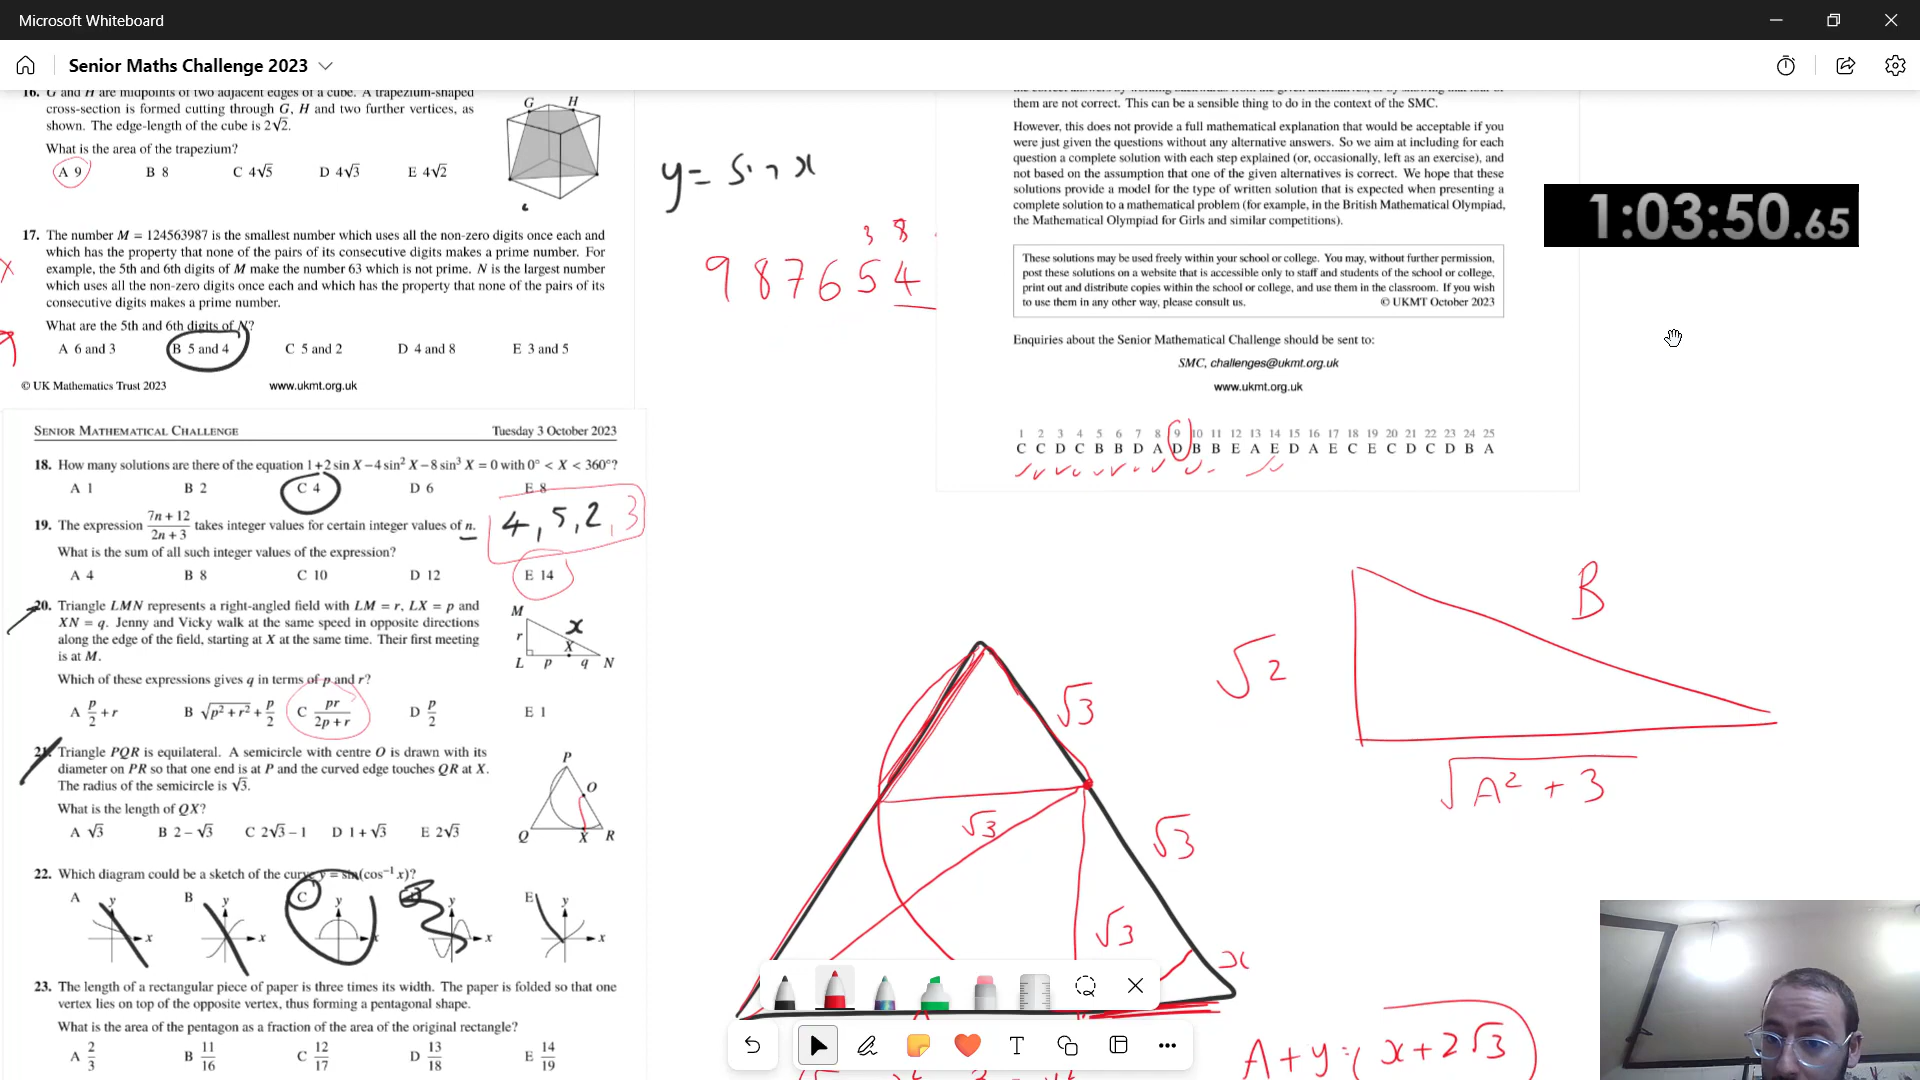 Microsoft Whiteboard
Senior Maths Challenge 2023
16. G and H are midpoints of two adjacent edges of a cube. A trapezium-shaped
cross-section is formed cutting through G, H and two further vertices, as
shown. The edge-length of the cube is 2√2.
What is the area of the trapezium?
A 9 B 8 C 4√5 D 4√3 E 4√2
G H
17. The number M = 124563987 is the smallest number which uses all the non-zero digits once each and
which has the property that none of the pairs of its consecutive digits makes a prime number. For
example, the 5th and 6th digits of M make the number 63 which is not prime. N is the largest number
which uses all the non-zero digits once each and which has the property that none of the pairs of its
consecutive digits makes a prime number.
What are the 5th and 6th digits of N?
A 6 and 3 B 5 and 4 C 5 and 2 D 4 and 8 E 3 and 5
© UK Mathematics Trust 2023 www.ukmt.org.uk
SENIOR MATHEMATICAL CHALLENGE Tuesday 3 October 2023
18. How many solutions are there of the equation 1+2 sin X−4 sin² X−8 sin³ X = 0 with 0° < X < 360°?
A 1 B 2 C 4 D 6 E 8
19. The expression 7n + 12 / 2n + 3 takes integer values for certain integer values of n.
What is the sum of all such integer values of the expression?
A 4 B 8 C 10 D 12 E 14
4, 5, 2, 3
20. Triangle LMN represents a right-angled field with LM = r, LX = p and
XN = q. Jenny and Vicky walk at the same speed in opposite directions
along the edge of the field, starting at X at the same time. Their first meeting
is at M.
Which of these expressions gives q in terms of p and r?
A p/2 + r B √p² + r² + p/2 C pr/2p + r D p/2 E 1
M
r x
X
L p q N
21. Triangle PQR is equilateral. A semicircle with centre O is drawn with its
diameter on PR so that one end is at P and the curved edge touches QR at X.
The radius of the semicircle is √3.
What is the length of QX?
A √3 B 2 − √3 C 2√3 − 1 D 1 + √3 E 2√3
P
O
Q X R
22. Which diagram could be a sketch of the curve y = sin(cos⁻¹ x)?
A B C E
y y y y y
x x x x
23. The length of a rectangular piece of paper is three times its width. The paper is folded so that one
vertex lies on top of the opposite vertex, thus forming a pentagonal shape.
What is the area of the pentagon as a fraction of the area of the original rectangle?
A 2/3 B 11/16 C 12/17 D 13/18 E 14/19
y = sin x
3 8
987654
them are not correct. This can be a sensible thing to do in the context of the SMC.
However, this does not provide a full mathematical explanation that would be acceptable if you
were just given the questions without any alternative answers. So we aim at including for each
question a complete solution with each step explained (or, occasionally, left as an exercise), and
not based on the assumption that one of the given alternatives is correct. We hope that these
solutions provide a model for the type of written solution that is expected when presenting a
complete solution to a mathematical problem (for example, in the British Mathematical Olympiad,
the Mathematical Olympiad for Girls and similar competitions).
These solutions may be used freely within your school or college. You may, without further permission,
post these solutions on a website that is accessible only to staff and students of the school or college,
print out and distribute copies within the school or college, and use them in the classroom. If you wish
to use them in any other way, please consult us. © UKMT October 2023
Enquiries about the Senior Mathematical Challenge should be sent to:
SMC, challenges@ukmt.org.uk
www.ukmt.org.uk
1 2 3 4 5 6 7 8 9 10 11 12 13 14 15 16 17 18 19 20 21 22 23 24 25
C C D C B B D A D B B E A E D A E C E C D C D B A
1:03:50.65
√3
√3
√3
√3
x
B
√2
√A² + 3
A + y = (x + 2√3
T